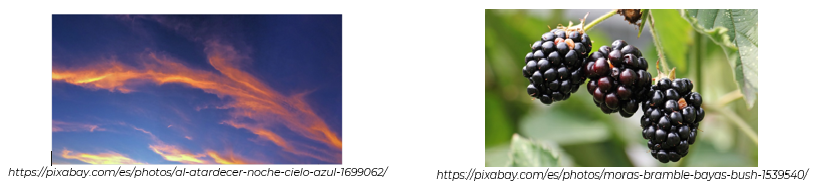 https://pixabay.com/es/photos/al-atardecer-noche-cielo-azul-1699062/
https://pixabay.com/es/photos/moras-bramble-bayas-bush-1539540/